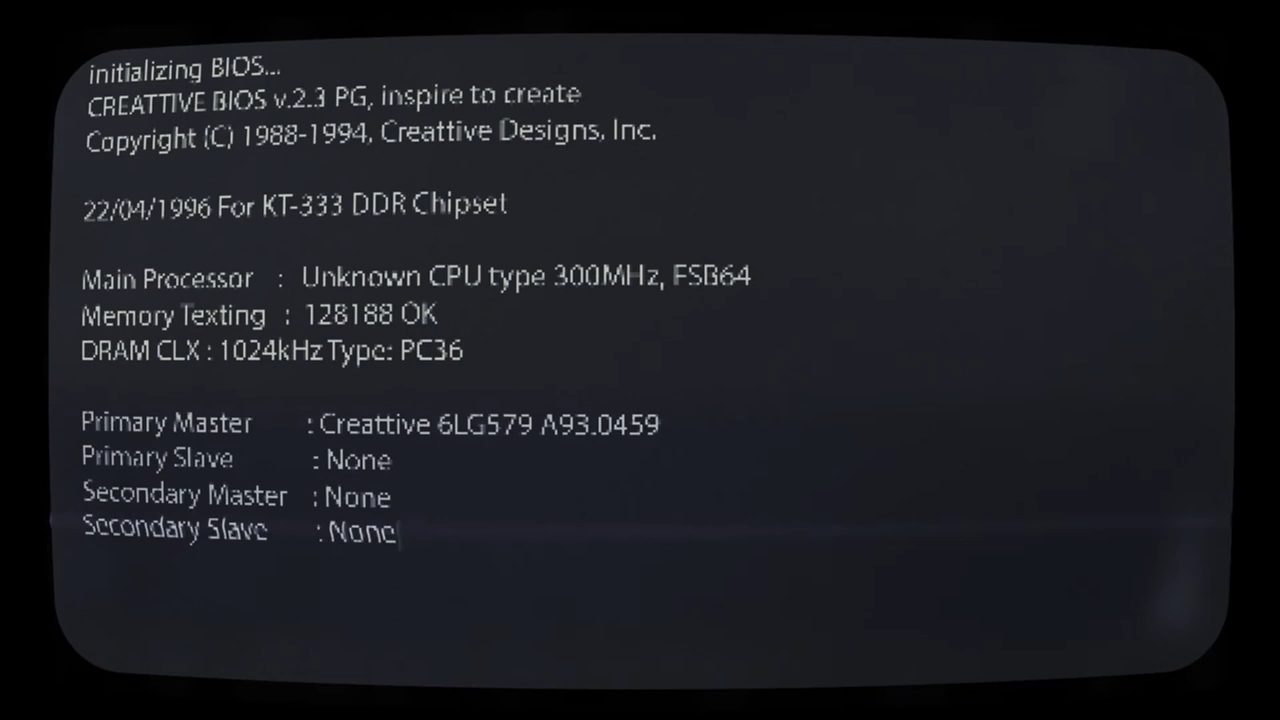 initializing BIOS...
CREATTIVE BIOS v.2.3 PG, inspire to create
Copyright (C) 1988-1994, Creattive Designs, Inc.
22/04/1996 For KT-333 DDR Chipset
Main Processor : Unknown CPU type 300MHz, FSB64
Memory Texting : 128188 OK
DRAM CLX : 1024kHz Type: PC36
Primary Master : Creattive 6LG579 A93.0459
Primary Slave : None
Secondary Master : None
Secondary Slave : None